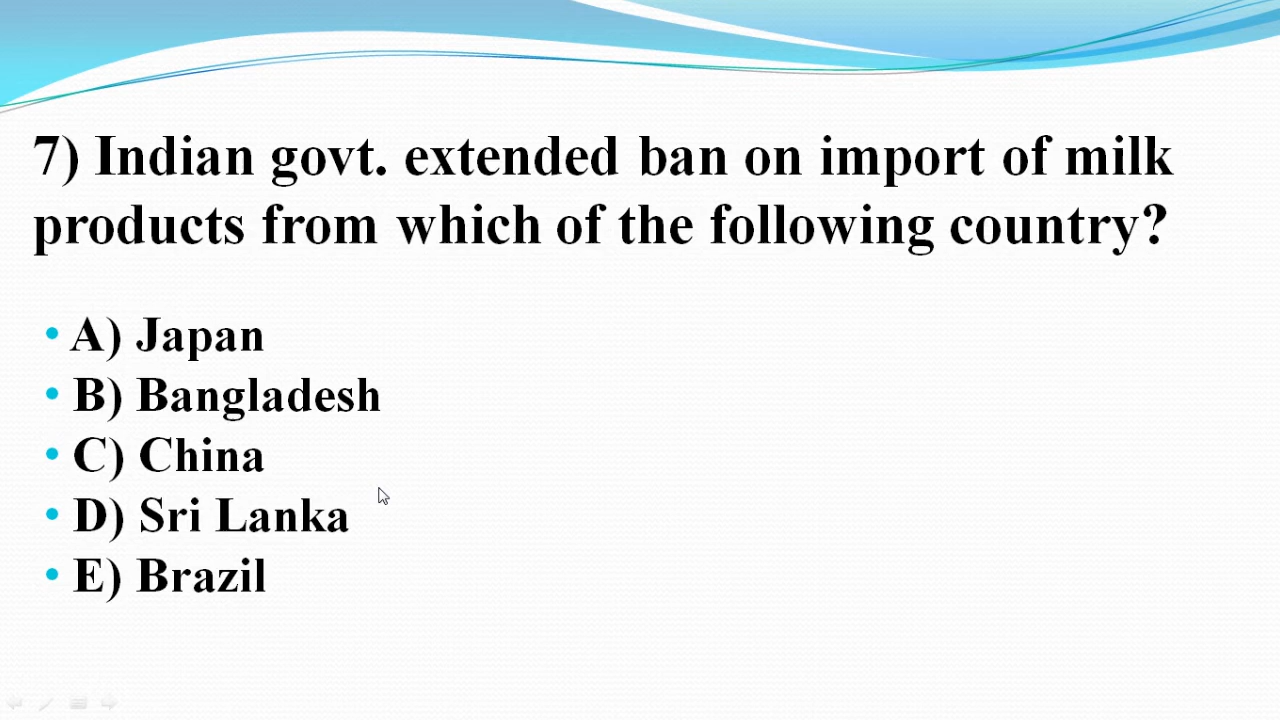 7) Indian govt. extended ban on import of milk
products from which of the following country?
• A) Japan
• B) Bangladesh
• C) China
• D) Sri Lanka
• E) Brazil